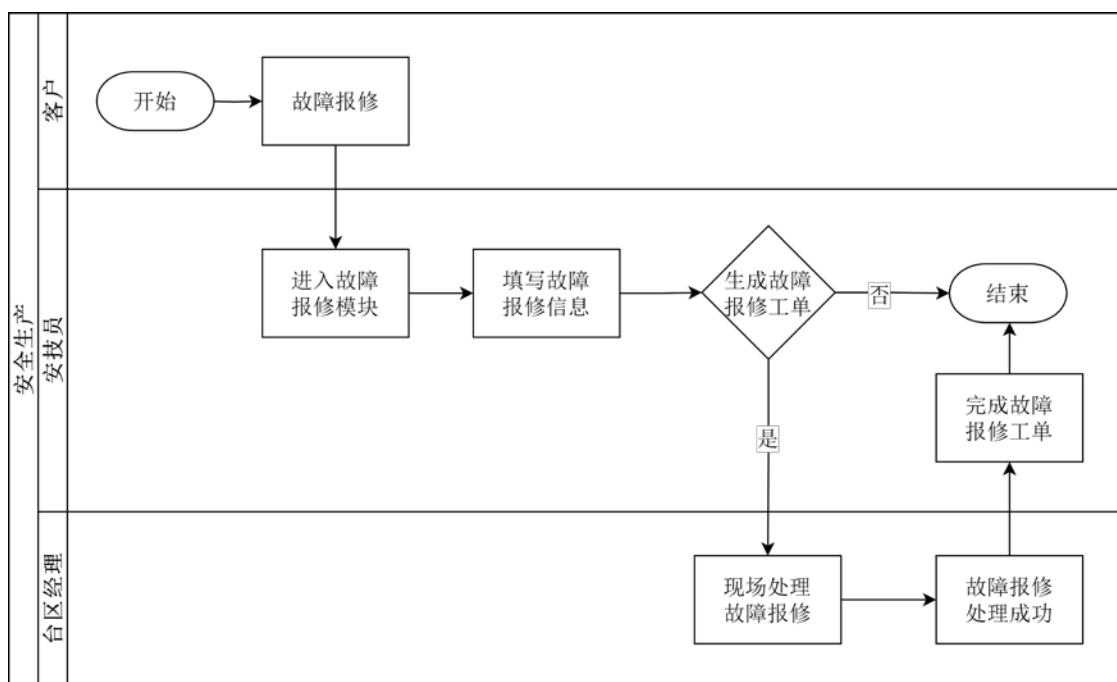 安全生产
客户
开始
故障报修
安技员
进入故障
报修模块
填写故障
报修信息
生成故障
报修工单
否
结束
是
完成故障
报修工单
台区经理
现场处理
故障报修
故障报修
处理成功